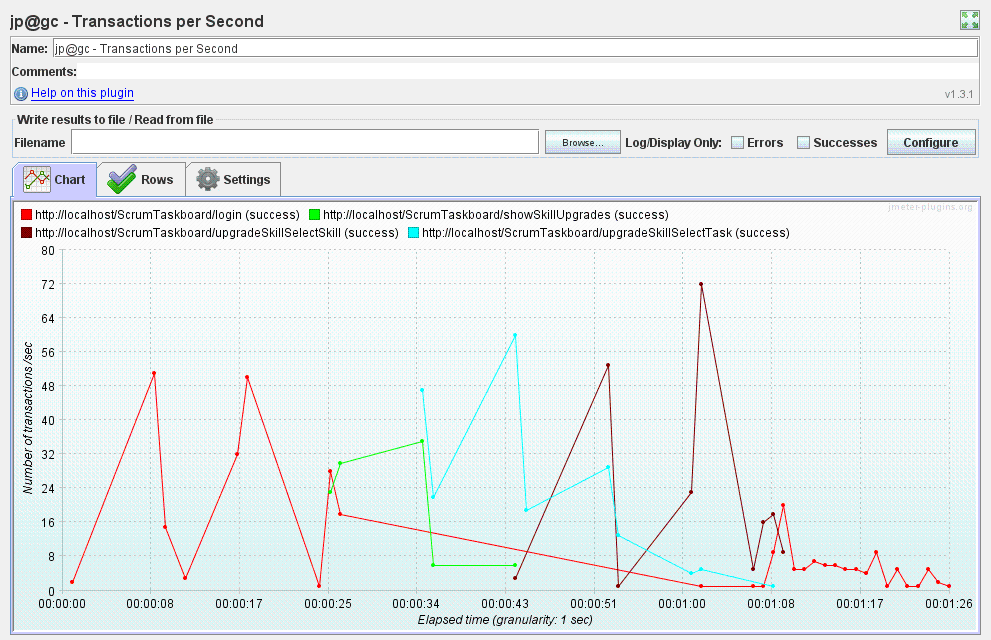 jp@gc - Transactions per Second
Name: jp@gc - Transactions per Second
Comments:
Help on this plugin v1.3.1
Write results to file / Read from file
Filename Browse... Log/Display Only: Errors Successes Configure
Chart Rows Settings
jmeter-plugins.org
http://localhost/ScrumTaskboard/login (success) http://localhost/ScrumTaskboard/showSkillUpgrades (success)
http://localhost/ScrumTaskboard/upgradeSkillSelectSkill (success) http://localhost/ScrumTaskboard/upgradeSkillSelectTask (success)
80
72
64
56
48
40
32
24
16
8
0
Number of transactions /sec
00:00:00 00:00:08 00:00:17 00:00:25 00:00:34 00:00:43 00:00:51 00:01:00 00:01:08 00:01:17 00:01:26
Elapsed time (granularity: 1 sec)